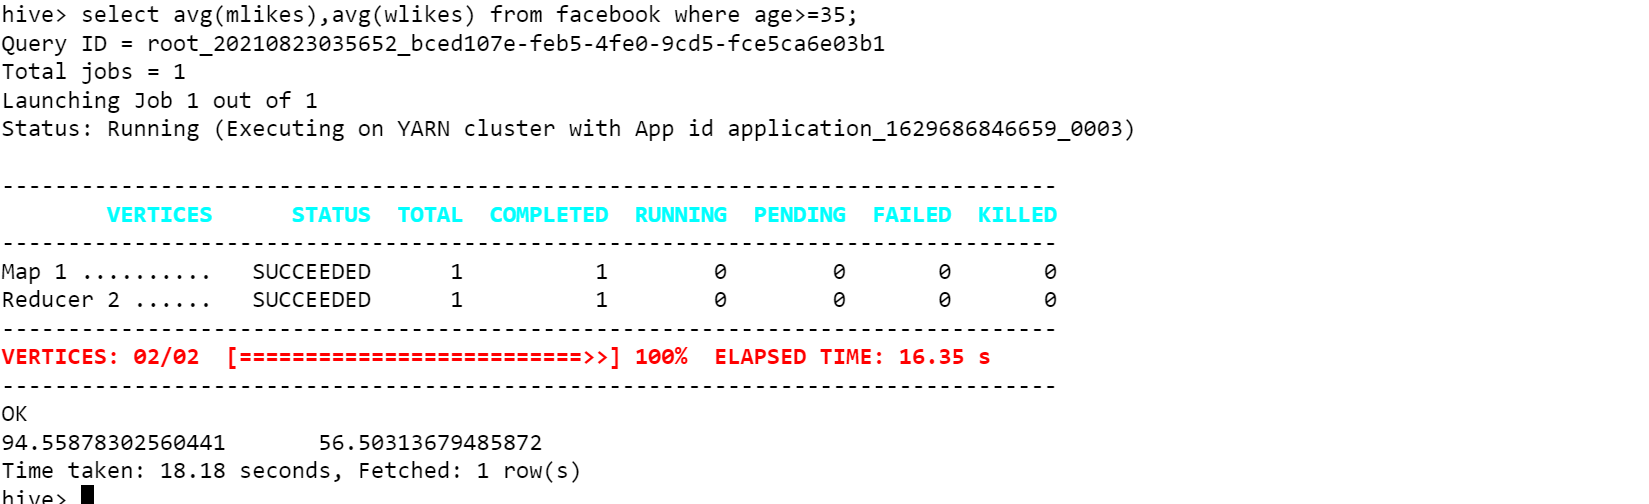 hive> select avg(mlikes),avg(wlikes) from facebook where age>=35;
Query ID = root_20210823035652_bced107e-feb5-4fe0-9cd5-fce5ca6e03b1
Total jobs = 1
Launching Job 1 out of 1
Status: Running (Executing on YARN cluster with App id application_1629686846659_0003)

--------------------------------------------------------------------------------
        VERTICES      STATUS  TOTAL  COMPLETED  RUNNING  PENDING  FAILED  KILLED
--------------------------------------------------------------------------------
Map 1 ..........   SUCCEEDED      1          1        0        0       0       0
Reducer 2 ......   SUCCEEDED      1          1        0        0       0       0
--------------------------------------------------------------------------------
VERTICES: 02/02  [==========================>>] 100%  ELAPSED TIME: 16.35 s
--------------------------------------------------------------------------------
OK
94.55878302560441       56.50313679485872
Time taken: 18.18 seconds, Fetched: 1 row(s)
hive>